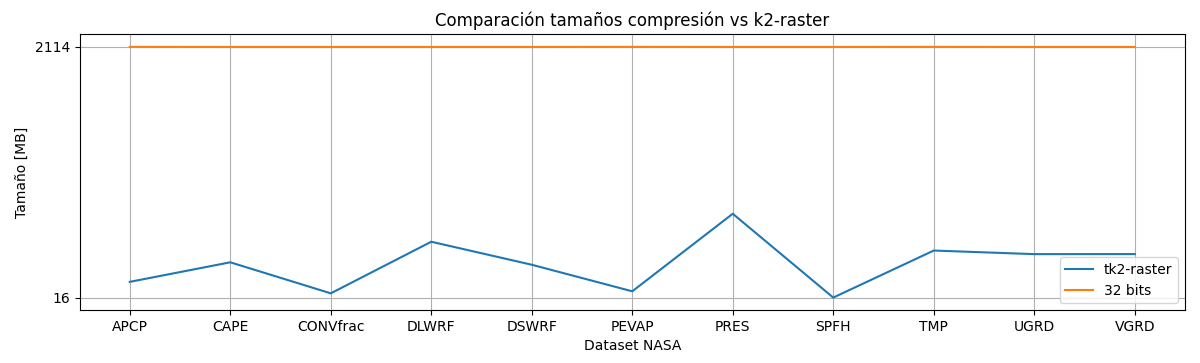 Comparación tamaños compresión vs k2-raster
2114
16
Tamaño [MB]
APCP CAPE CONVfrac DLWRF DSWRF PEVAP PRES SPFH TMP UGRD VGRD
Dataset NASA
tk2-raster
32 bits